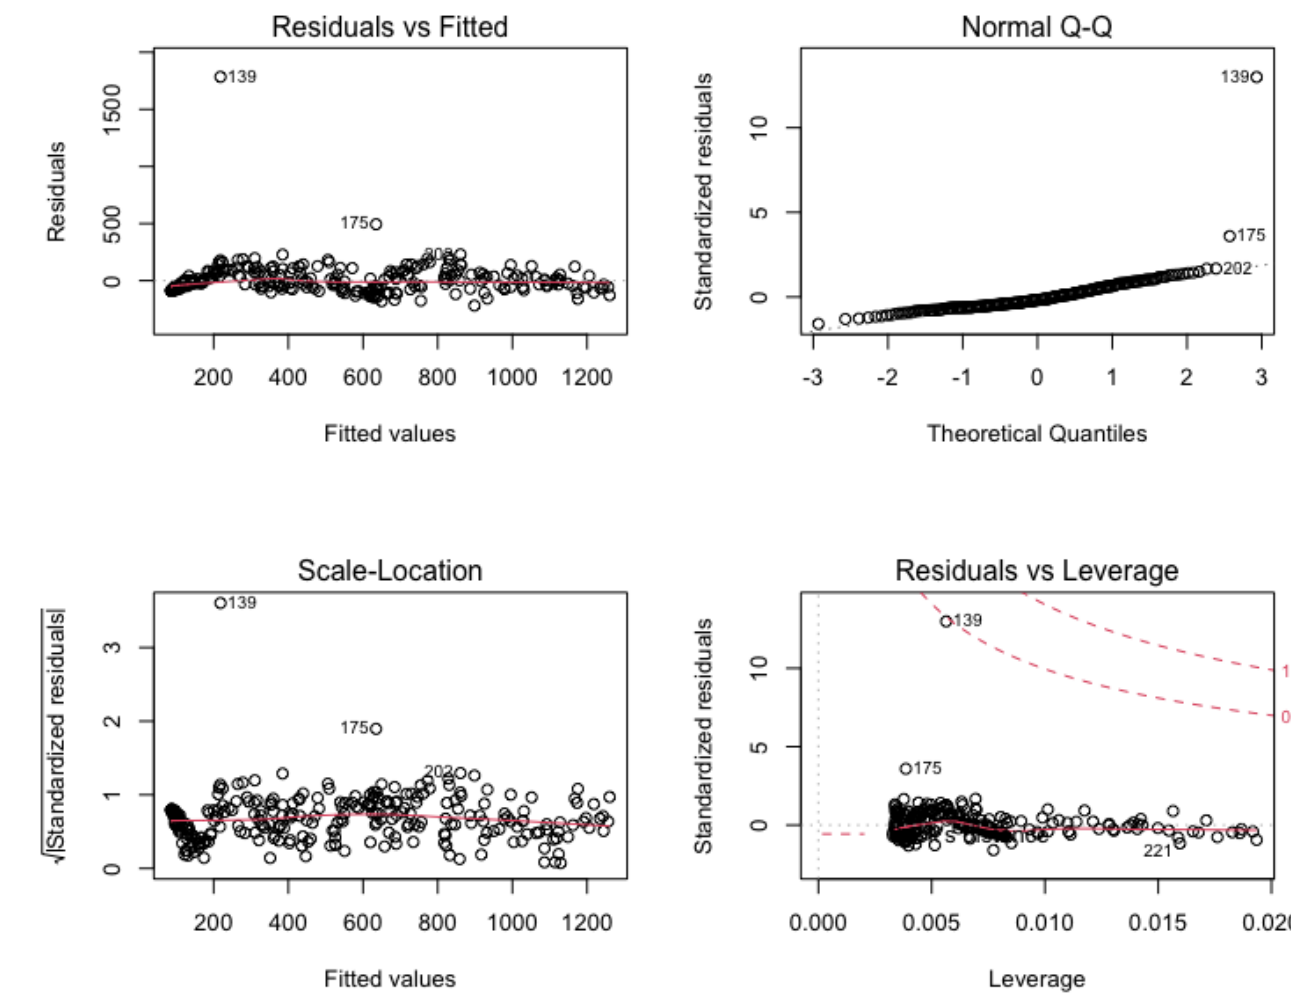 Residuals vs Fitted
Residuals
0
500
1500
139
175
202
200 400 600 800 1000 1200
Fitted values
Normal Q-Q
Standardized residuals
0
5
10
139
175
202
-3 -2 -1 0 1 2 3
Theoretical Quantiles
Scale-Location
√|Standardized residuals|
0
1
2
3
139
175
202
200 400 600 800 1000 1200
Fitted values
Residuals vs Leverage
Standardized residuals
0
5
10
139
175
221
1
0
0.000 0.005 0.010 0.015 0.020
Leverage